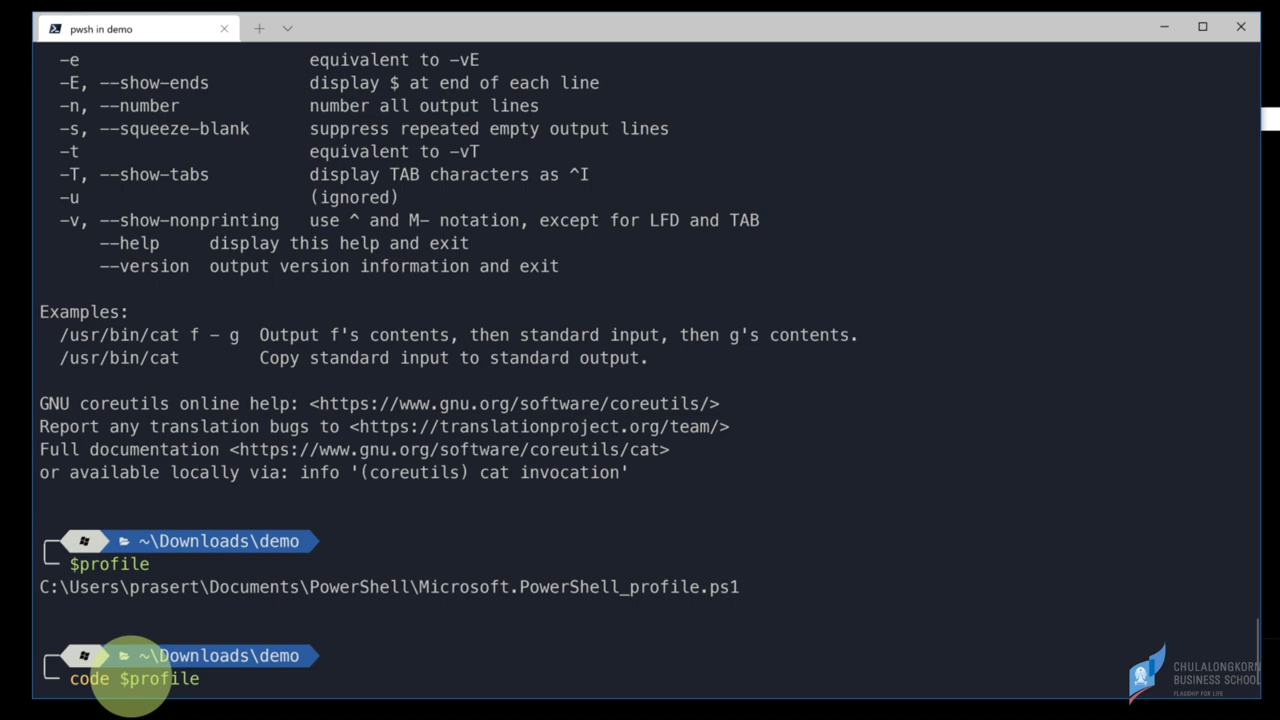 pwsh in demo
-e equivalent to -vE
-E, --show-ends display $ at end of each line
-n, --number number all output lines
-s, --squeeze-blank suppress repeated empty output lines
-t equivalent to -vT
-T, --show-tabs display TAB characters as ^I
-u (ignored)
-v, --show-nonprinting use ^ and M- notation, except for LFD and TAB
--help display this help and exit
--version output version information and exit
Examples:
/usr/bin/cat f - g Output f's contents, then standard input, then g's contents.
/usr/bin/cat Copy standard input to standard output.
GNU coreutils online help: <https://www.gnu.org/software/coreutils/>
Report any translation bugs to <https://translationproject.org/team/>
Full documentation <https://www.gnu.org/software/coreutils/cat>
or available locally via: info '(coreutils) cat invocation'
~\Downloads\demo
$profile
C:\Users\prasert\Documents\PowerShell\Microsoft.PowerShell_profile.ps1
~\Downloads\demo
code $profile
CHULALONGKORN
BUSINESS SCHOOL
FLAGSHIP FOR LIFE